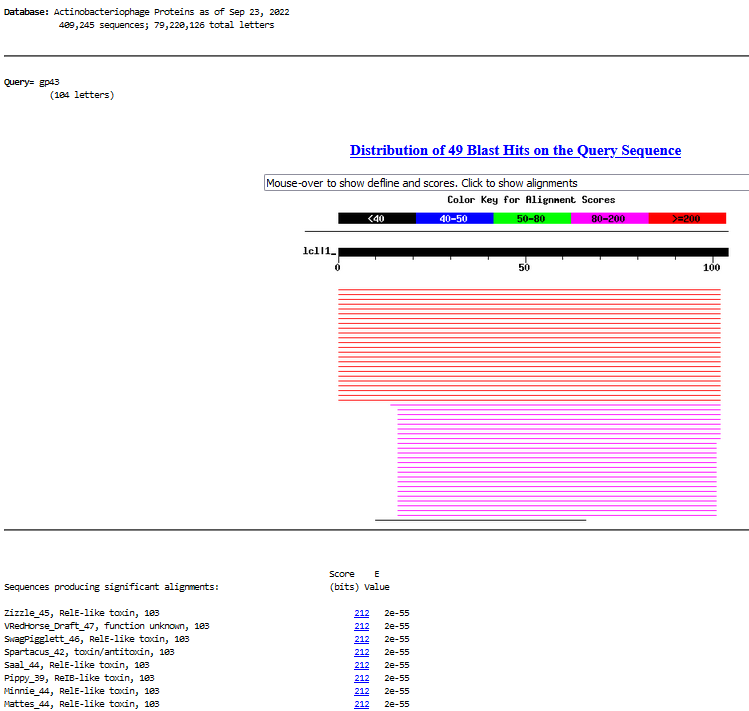 Database: Actinobacteriophage Proteins as of Sep 23, 2022
409,245 sequences; 79,220,126 total letters
Query= gp43
(104 letters)
Distribution of 49 Blast Hits on the Query Sequence
Mouse-over to show defline and scores. Click to show alignments
Color Key for Alignment Scores
<40 40-50 50-80 80-200 >=200
lcl|1_
0 50 100
Score E
Sequences producing significant alignments: (bits) Value
Zizzle_45, RelE-like toxin, 103 212 2e-55
VRedHorse_Draft_47, function unknown, 103 212 2e-55
SwagPigglett_46, RelE-like toxin, 103 212 2e-55
Spartacus_42, toxin/antitoxin, 103 212 2e-55
Saal_44, RelE-like toxin, 103 212 2e-55
Pippy_39, ReIB-like toxin, 103 212 2e-55
Minnie_44, RelE-like toxin, 103 212 2e-55
Mattes_44, RelE-like toxin, 103 212 2e-55